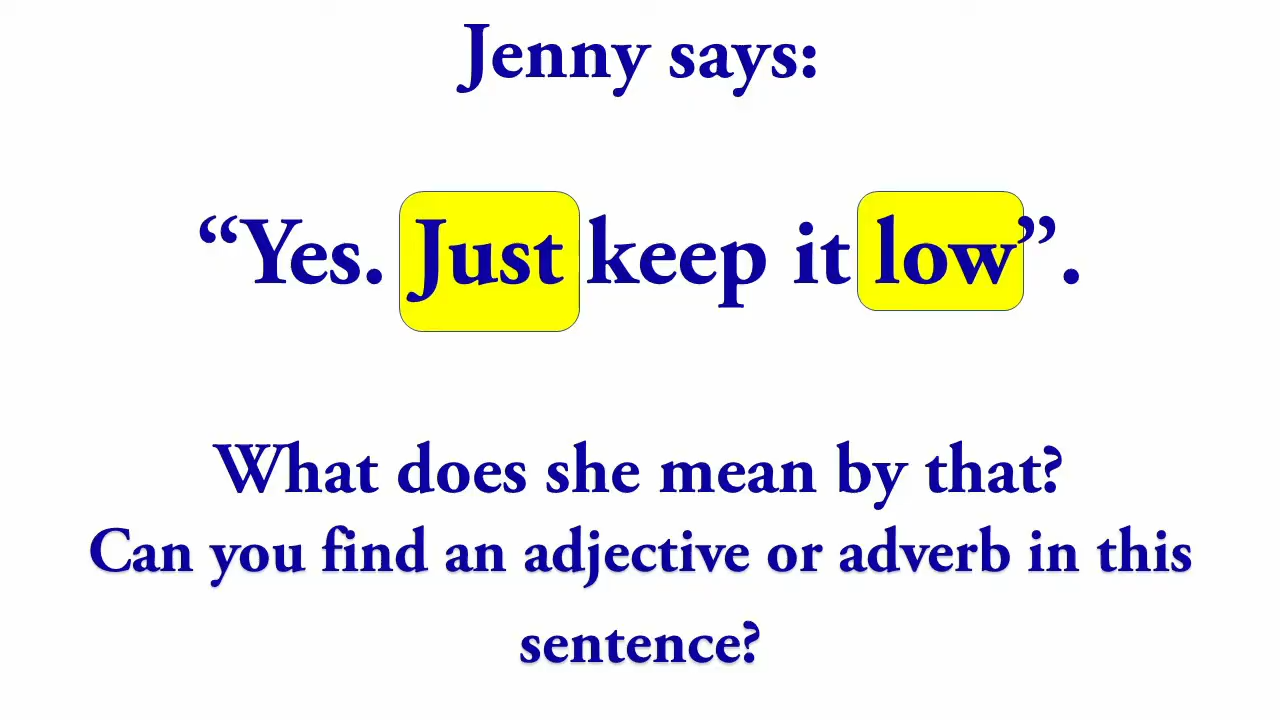 Jenny says:
“Yes. Just keep it low”.
What does she mean by that?
Can you find an adjective or adverb in this
sentence?